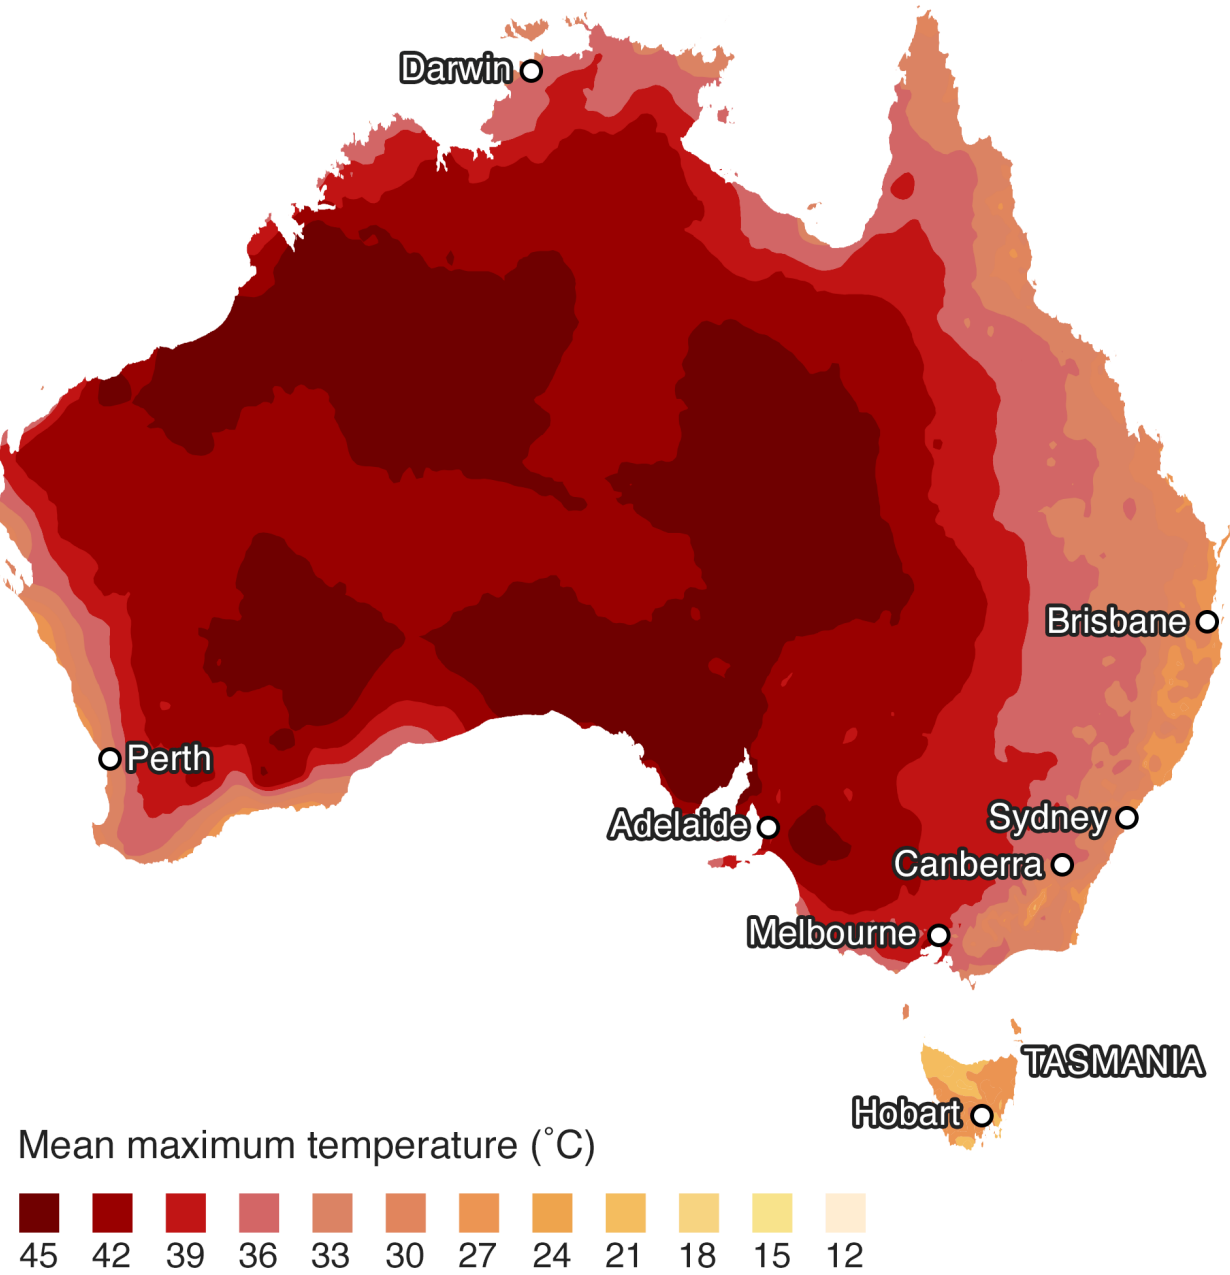 Darwin
Brisbane
Perth
Sydney
Adelaide
Canberra
Melbourne
TASMANIA
Hobart
Mean maximum temperature (˚C)
45 42 39 36 33 30 27 24 21 18 15 12